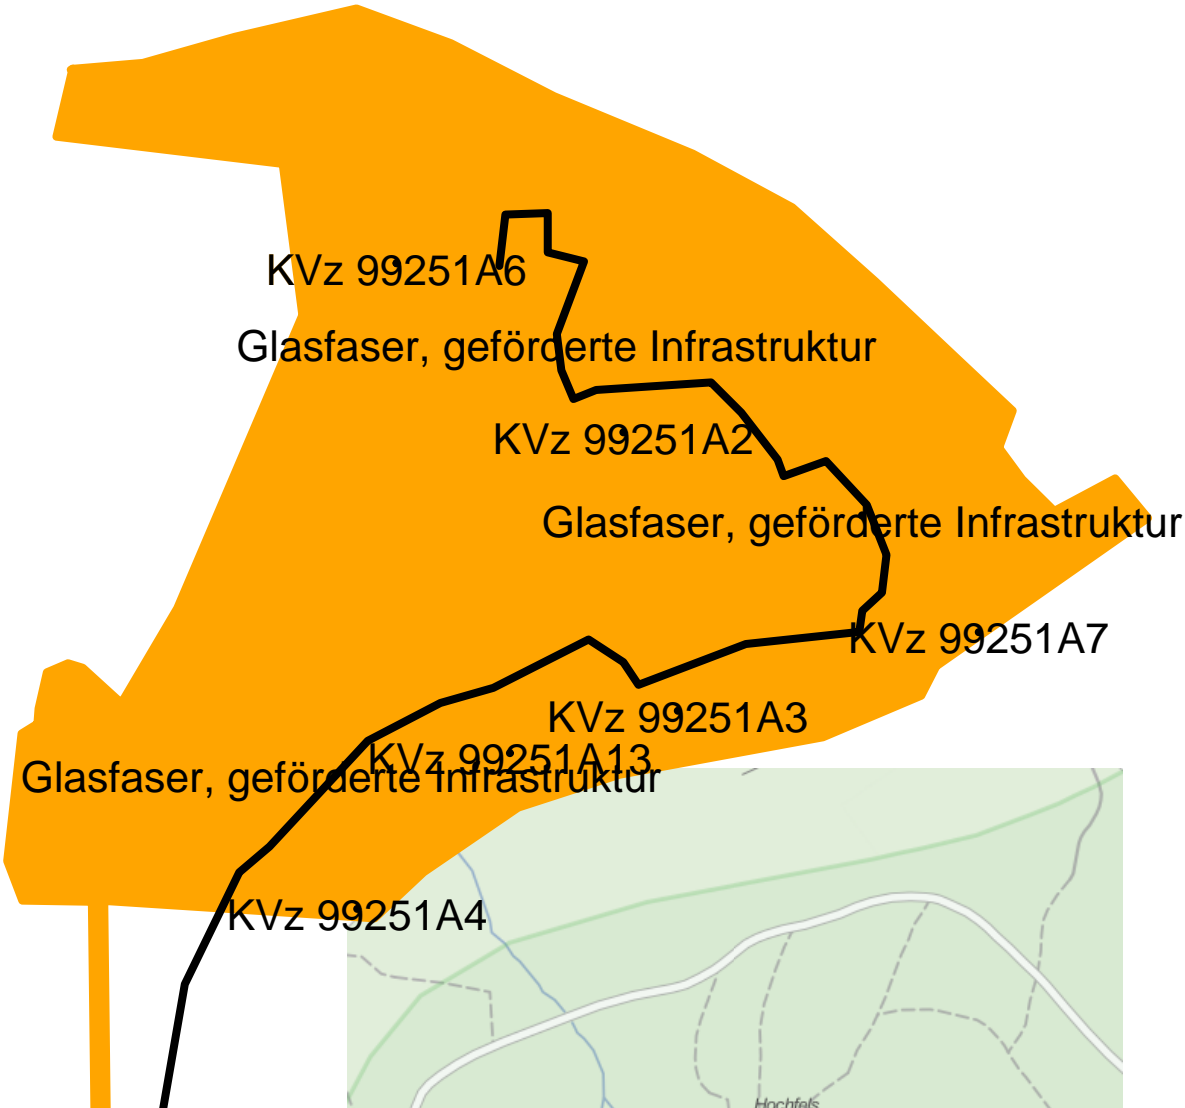 KVz 99251A6
Glasfaser, geförderte Infrastruktur
KVz 99251A2
Glasfaser, geförderte Infrastruktur
KVz 99251A7
KVz 99251A3
KVz 99251A13
Glasfaser, geförderte Infrastruktur
KVz 99251A4
Hochfels